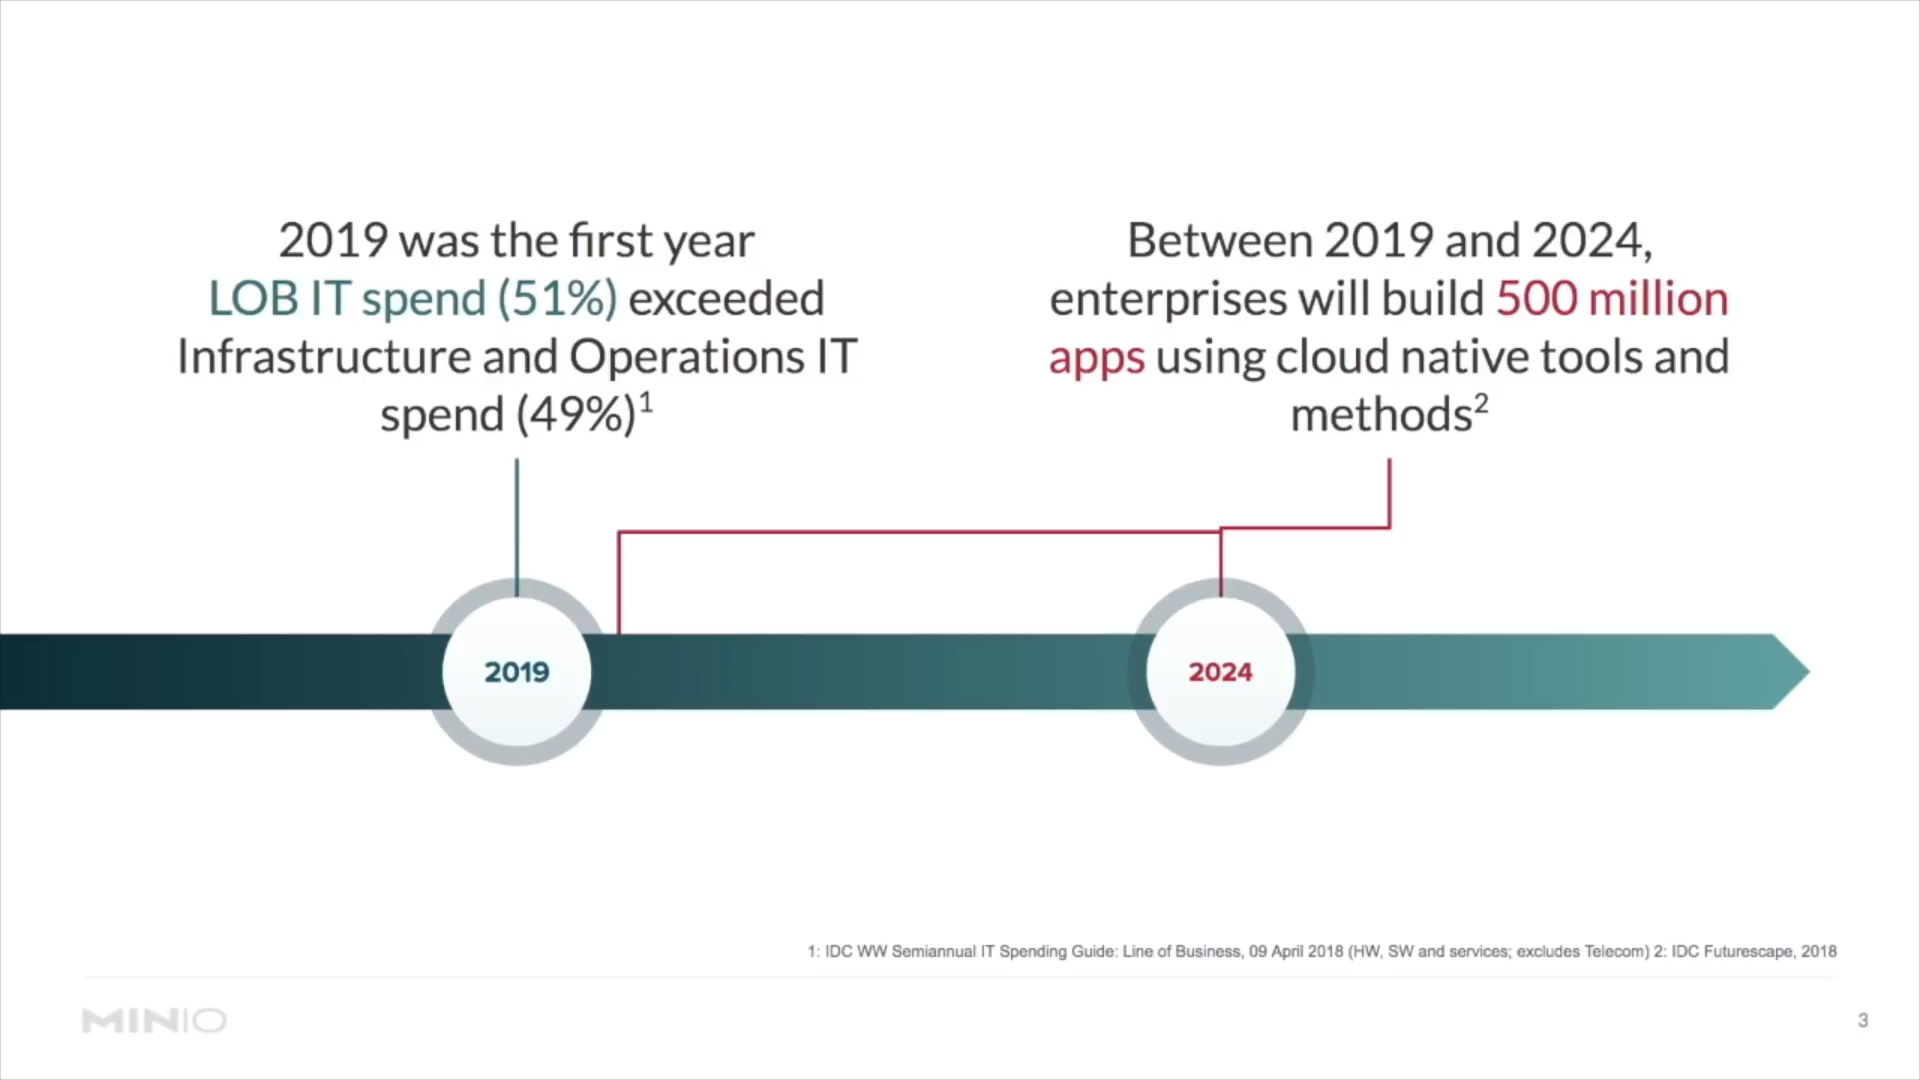 2019 was the first year
LOB IT spend (51%) exceeded
Infrastructure and Operations IT
spend (49%)1
Between 2019 and 2024,
enterprises will build 500 million
apps using cloud native tools and
methods2
2019
2024
1: IDC WW Semiannual IT Spending Guide: Line of Business, 09 April 2018 (HW, SW and services; excludes Telecom) 2: IDC Futurescape, 2018
MINIO
3